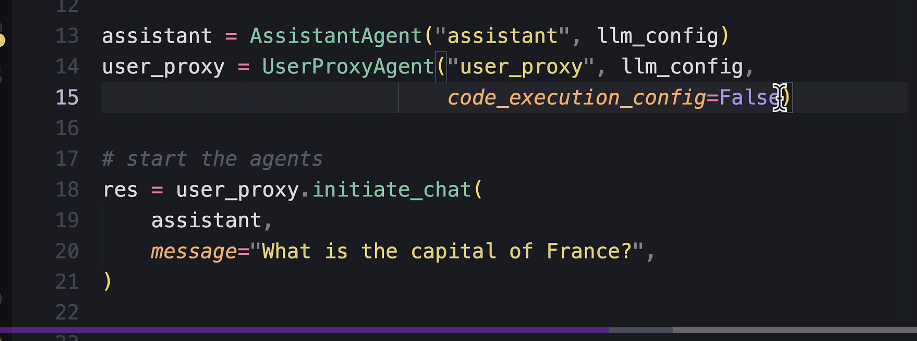 12
13 assistant = AssistantAgent("assistant", llm_config)
14 user_proxy = UserProxyAgent("user_proxy", llm_config,
15 code_execution_config=False)
16
17 # start the agents
18 res = user_proxy.initiate_chat(
19 assistant,
20 message="What is the capital of France?",
21 )
22
23